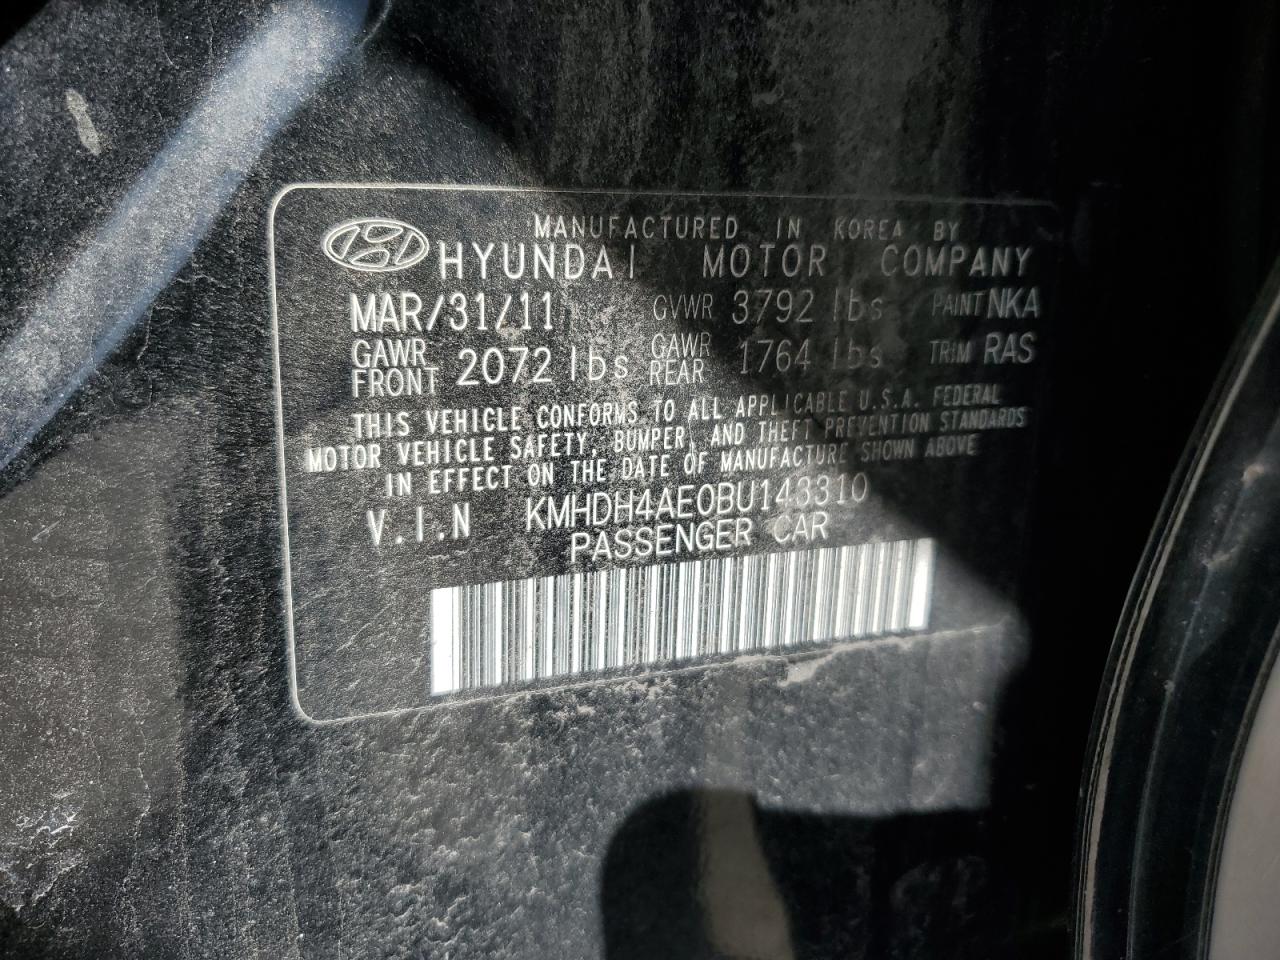 MANUFACTURED IN KOREA BY
HYUNDAI MOTOR COMPANY
MAR/31/11 GVWR 3792 lbs PAINT NKA
GAWR FRONT 2072 lbs GAWR REAR 1764 lbs TRIM RAS
THIS VEHICLE CONFORMS TO ALL APPLICABLE U.S.A. FEDERAL
MOTOR VEHICLE SAFETY, BUMPER, AND THEFT PREVENTION STANDARDS
IN EFFECT ON THE DATE OF MANUFACTURE SHOWN ABOVE
V.I.N KMHDH4AE0BU143310
PASSENGER CAR